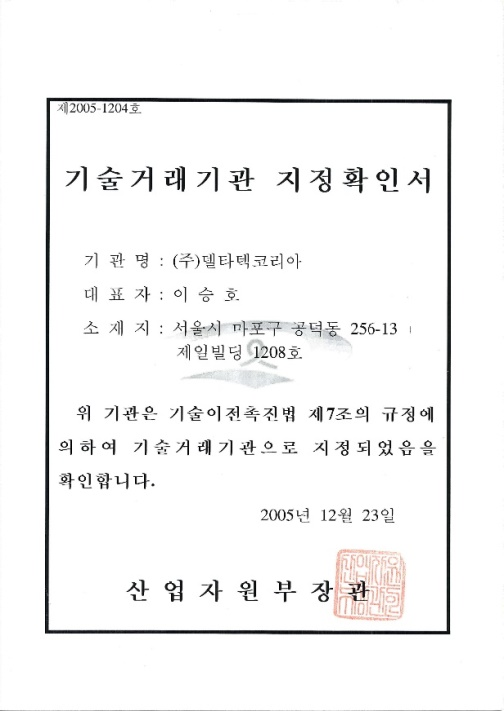 제2005-1204호
기술거래기관 지정확인서
기 관 명 : (주)델타텍코리아
대 표 자 : 이 승 호
소 재 지 : 서울시 마포구 공덕동 256-13
제일빌딩 1208호
위 기관은 기술이전촉진법 제7조의 규정에
의하여 기술거래기관으로 지정되었음을
확인합니다.
2005년 12월 23일
산 업 자 원 부 장 관